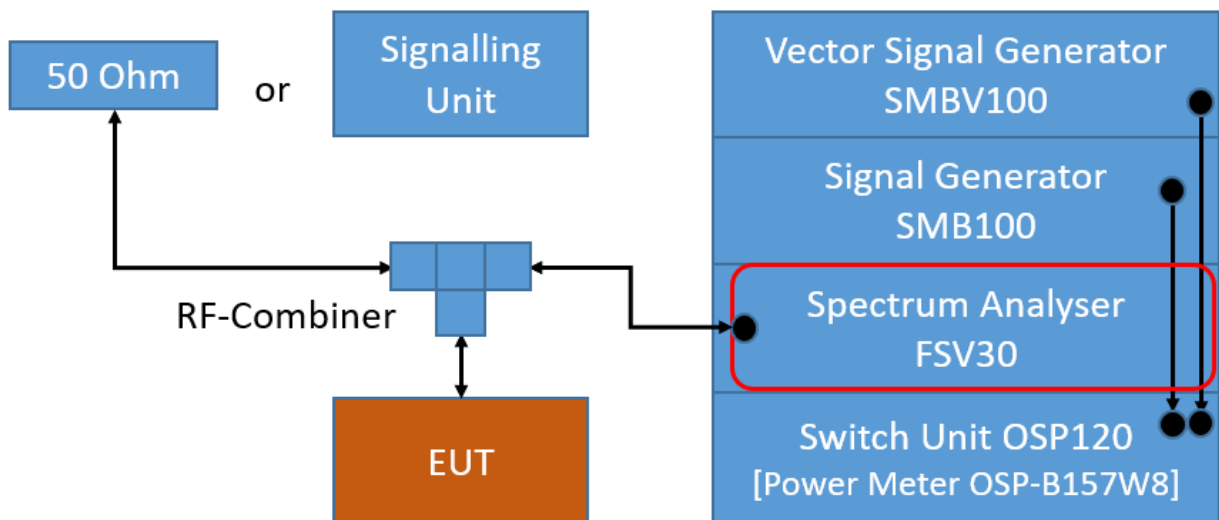 50 Ohm
or
Signalling
Unit
Vector Signal Generator
SMBV100
Signal Generator
SMB100
RF-Combiner
Spectrum Analyser
FSV30
EUT
Switch Unit OSP120
[Power Meter OSP-B157W8]